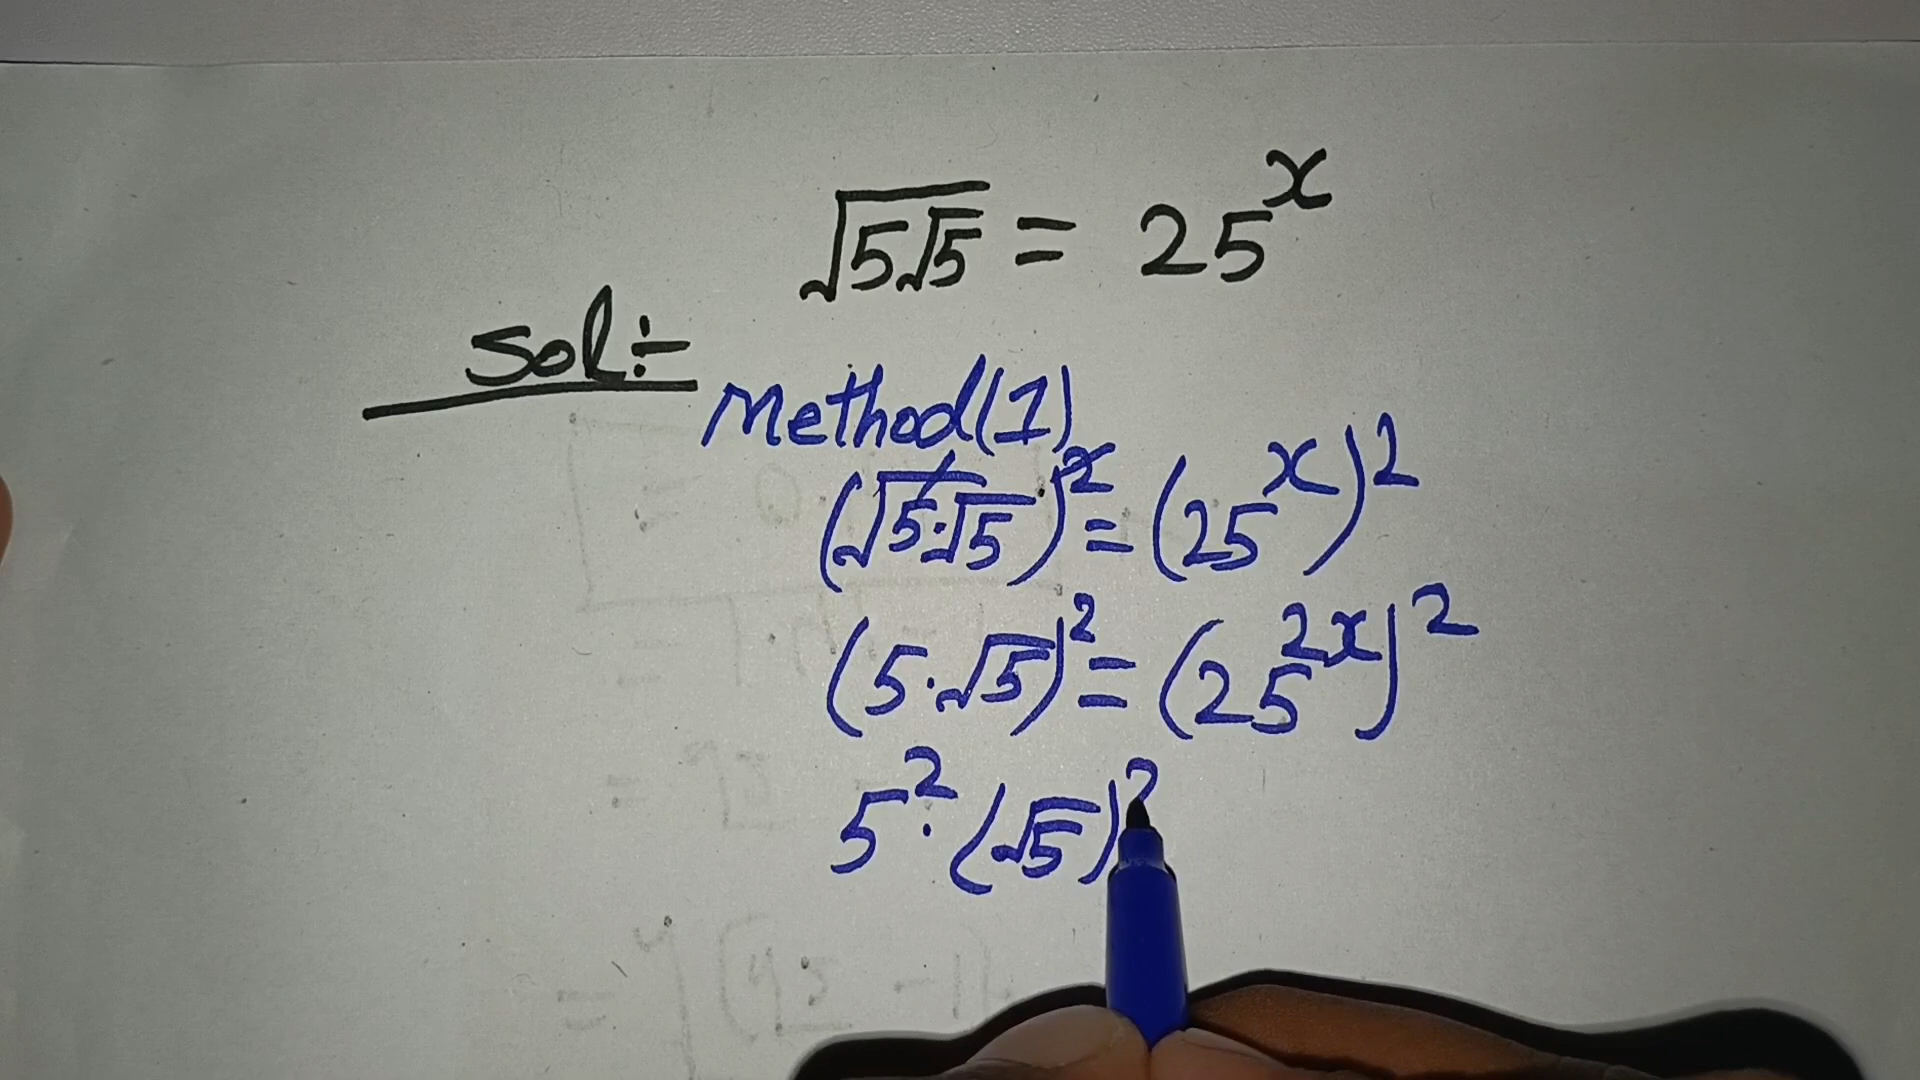 √5√5 = 25^x
Sol:-
Method(1)
(√5·√5)^2 = (25^x)^2
(5·√5)^2 = (25^2x)^2
5^2·(√5)^2